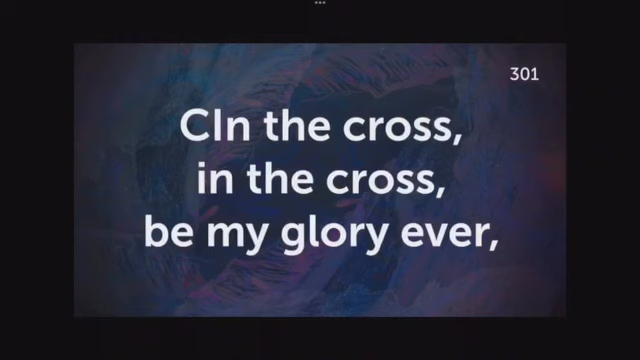 301
CIn the cross,
in the cross,
be my glory ever,